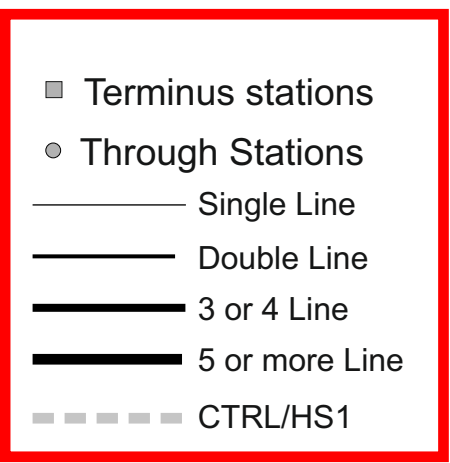 Terminus stations
Through Stations
Single Line
Double Line
3 or 4 Line
5 or more Line
CTRL/HS1